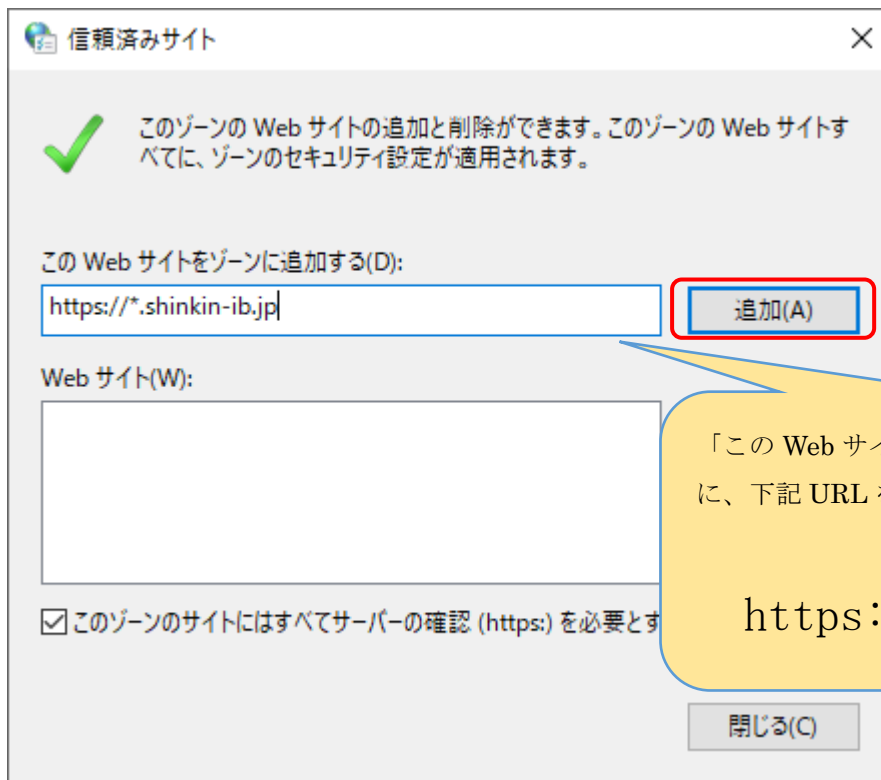 信頼済みサイト
このゾーンの Web サイトの追加と削除ができます。このゾーンの Web サイトす
べてに、ゾーンのセキュリティ設定が適用されます。
この Web サイトをゾーンに追加する(D):
https://*.shinkin-ib.jp
追加(A)
Web サイト(W):
「この Web サイ
に、下記 URL
https:
このゾーンのサイトにはすべてサーバーの確認 (https:) を必要とす
閉じる(C)